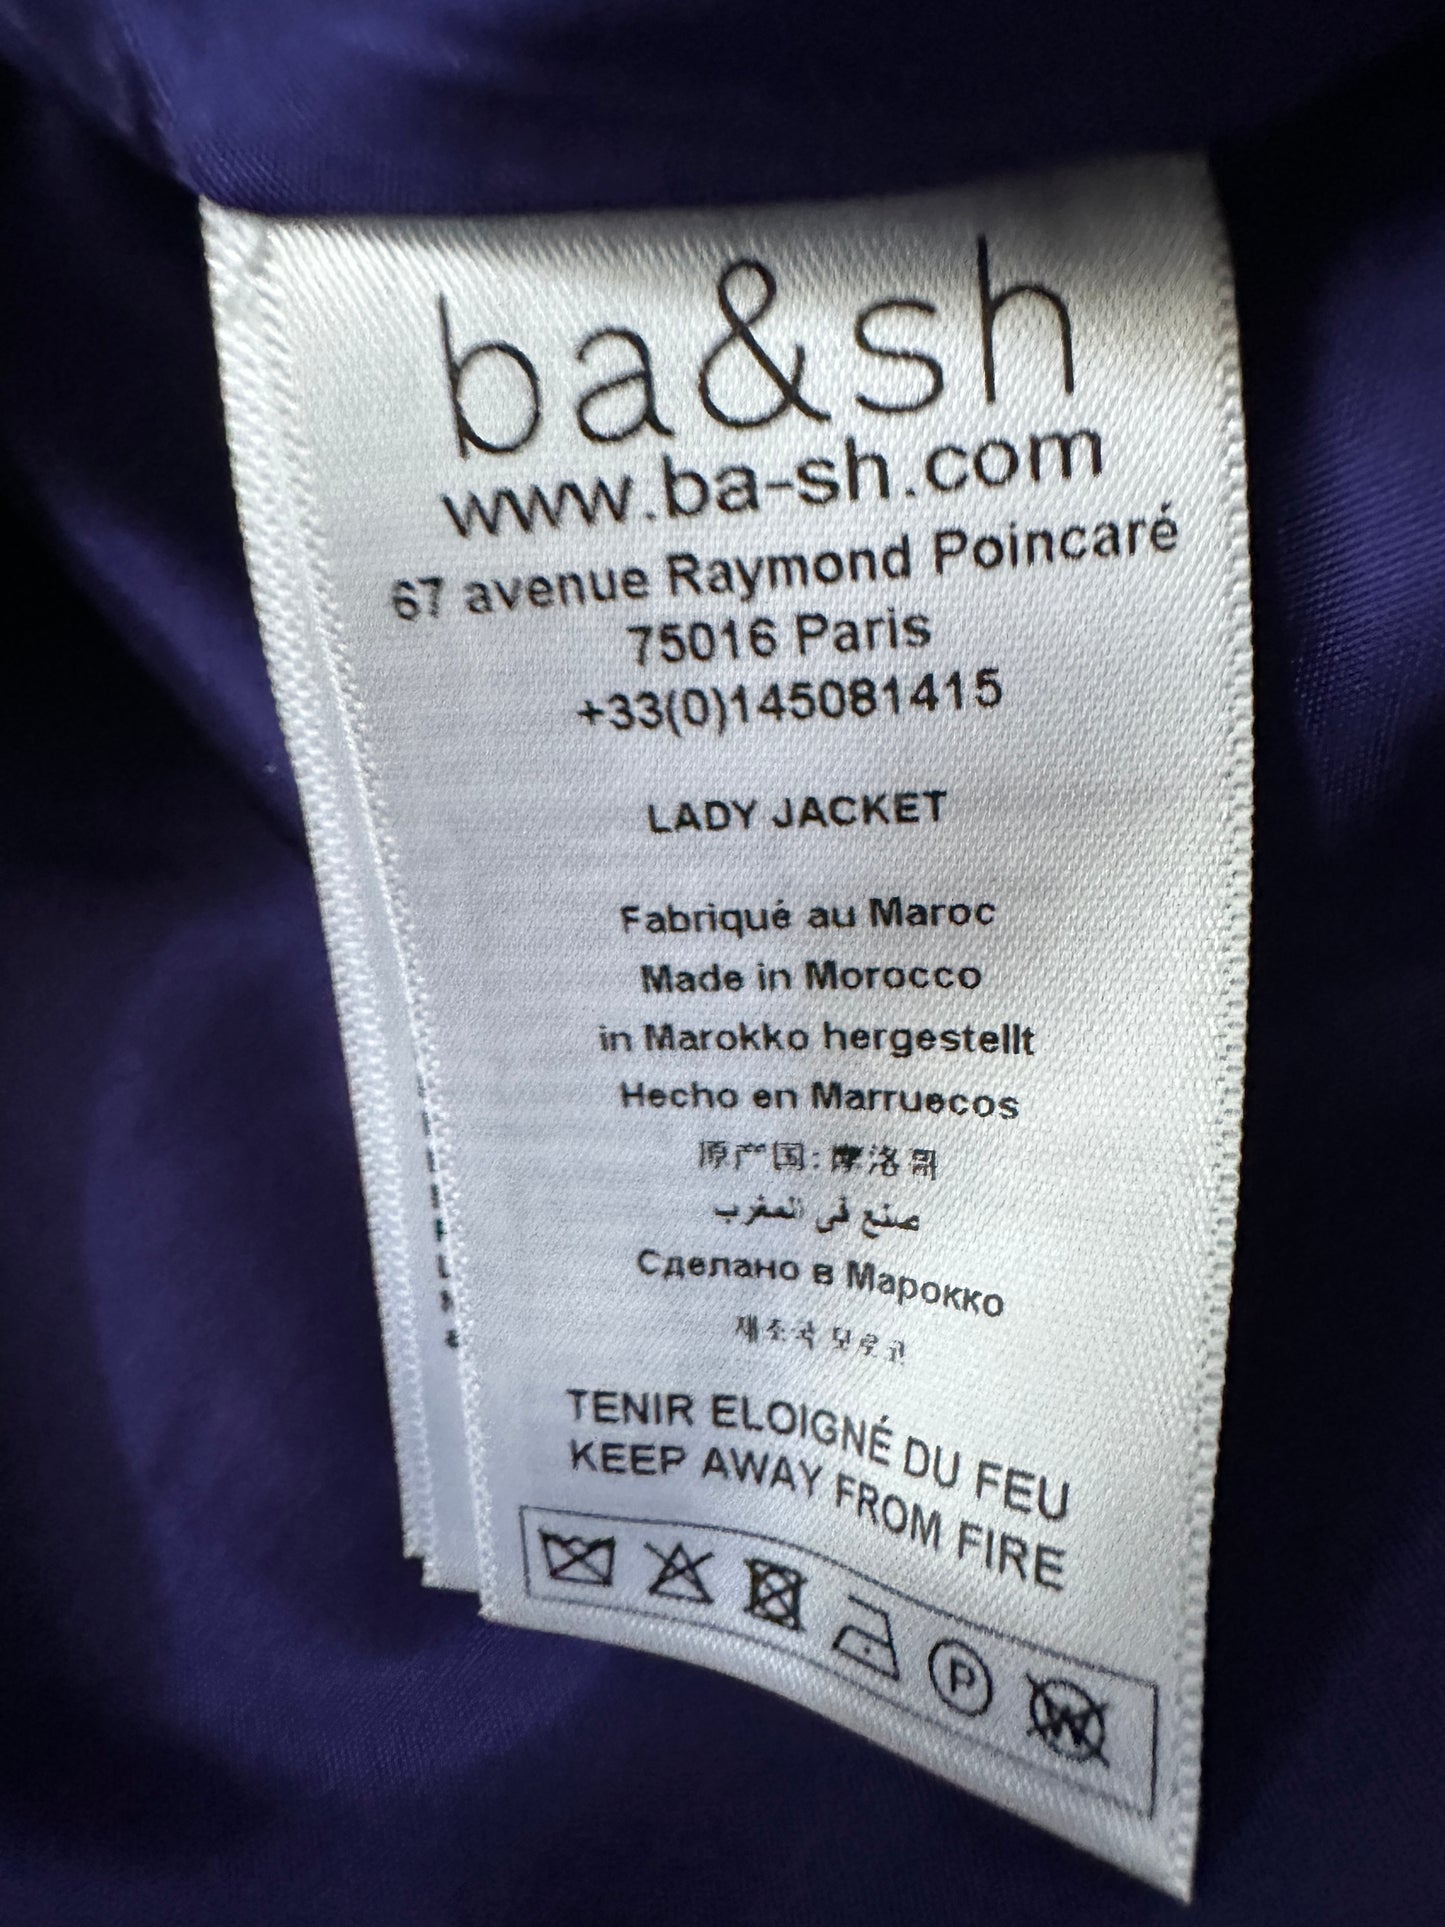 ba&sh
www.ba-sh.com
67 avenue Raymond Poincaré
75016 Paris
+33(0)145081415
LADY JACKET
Fabriqué au Maroc
Made in Morocco
in Marokko hergestellt
Hecho en Marruecos
原产国:摩洛哥
صنع في المغرب
Сделано в Марокко
TENIR ELOIGNÉ DU FEU
KEEP AWAY FROM FIRE
P
W